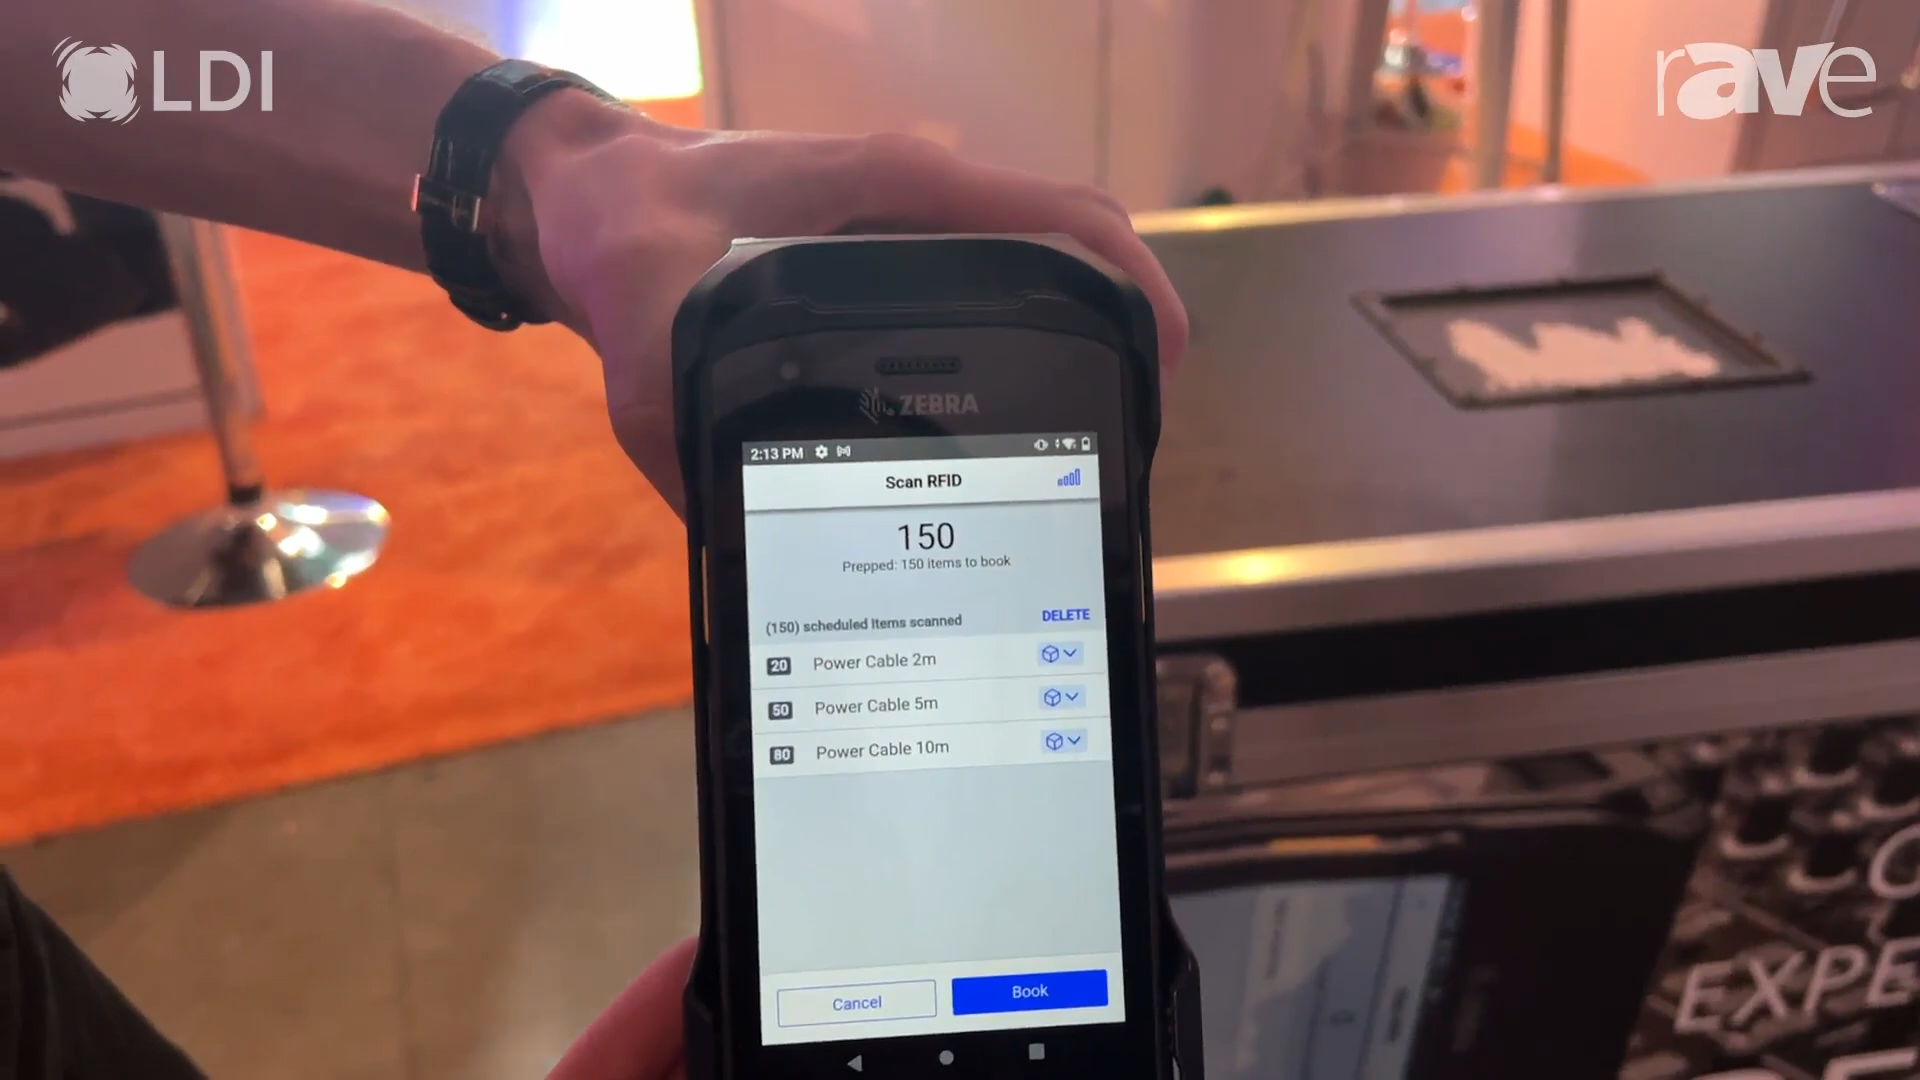 LDI
rave
ZEBRA
2:13 PM
Scan RFID
150
Prepped: 150 items to book
(150) scheduled items scanned
DELETE
20 Power Cable 2m
50 Power Cable 5m
80 Power Cable 10m
Cancel
Book
EXPE